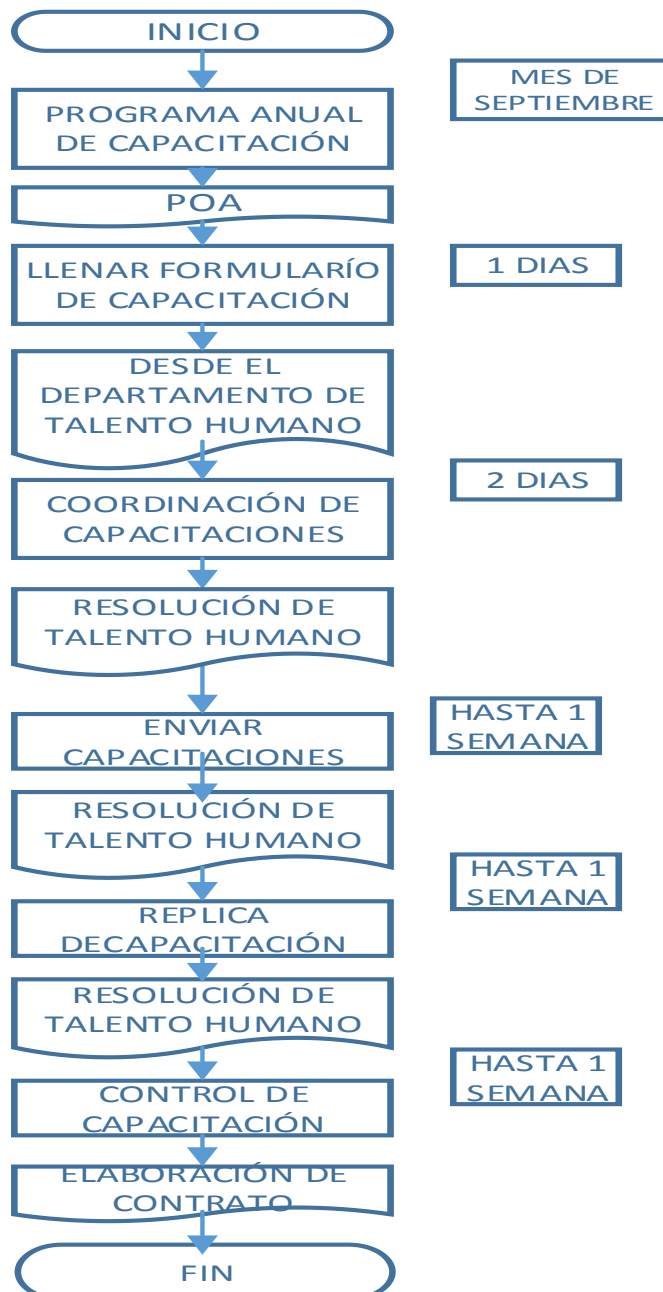 INICIO
MES DE
SEPTIEMBRE
PROGRAMA ANUAL
DE CAPACITACIÓN
POA
LLENAR FORMULARÍO
DE CAPACITACIÓN
1 DIAS
DESDE EL
DEPARTAMENTO DE
TALENTO HUMANO
2 DIAS
COORDINACIÓN DE
CAPACITACIONES
RESOLUCIÓN DE
TALENTO HUMANO
ENVIAR
CAPACITACIONES
HASTA 1
SEMANA
RESOLUCIÓN DE
TALENTO HUMANO
HASTA 1
SEMANA
REPLICA
DECAPACITACIÓN
RESOLUCIÓN DE
TALENTO HUMANO
HASTA 1
SEMANA
CONTROL DE
CAPACITACIÓN
ELABORACIÓN DE
CONTRATO
FIN